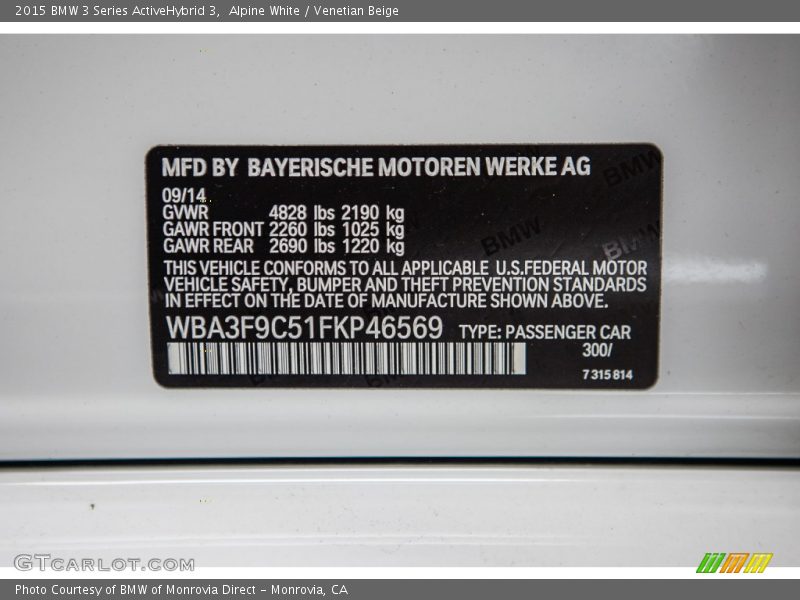 2015 BMW 3 Series ActiveHybrid 3, Alpine White / Venetian Beige
MFD BY BAYERISCHE MOTOREN WERKE AG
09/14
GVWR 4828 lbs 2190 kg
GAWR FRONT 2260 lbs 1025 kg
GAWR REAR 2690 lbs 1220 kg
THIS VEHICLE CONFORMS TO ALL APPLICABLE U.S.FEDERAL MOTOR
VEHICLE SAFETY, BUMPER AND THEFT PREVENTION STANDARDS
IN EFFECT ON THE DATE OF MANUFACTURE SHOWN ABOVE.
WBA3F9C51FKP46569 TYPE: PASSENGER CAR
300/
7 315 814
BMW
BMW
BMW
GTCARLOT.COM
Photo Courtesy of BMW of Monrovia Direct - Monrovia, CA